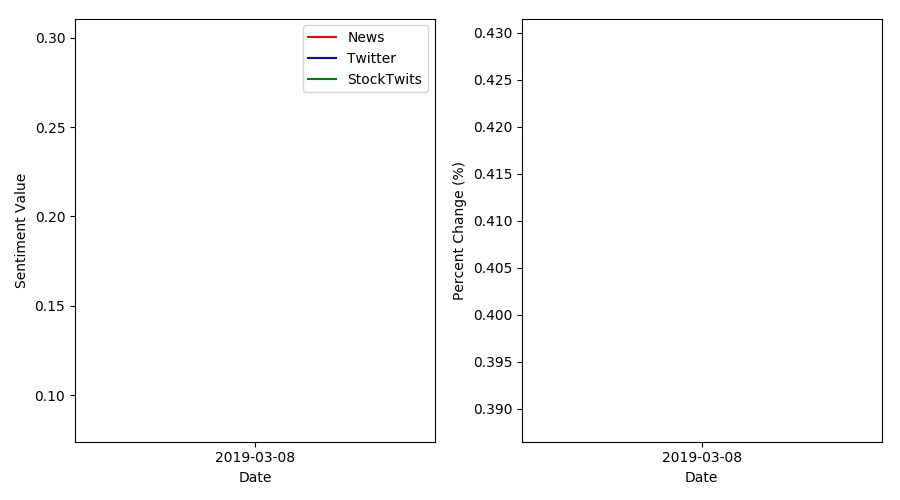 0.30
0.25
0.20
0.15
0.10
Sentiment Value
News
Twitter
StockTwits
2019-03-08
Date
0.430
0.425
0.420
0.415
0.410
0.405
0.400
0.395
0.390
Percent Change (%)
2019-03-08
Date